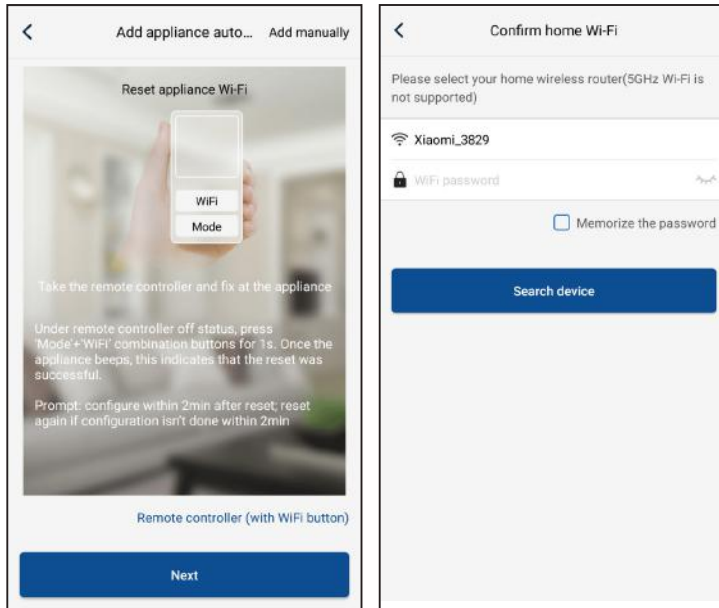 Add appliance auto... Add manually
Reset appliance Wi-Fi
WiFi
Mode
Take the remote controller and fix at the appliance
Under remote controller off status, press
'Mode'+'WiFi' combination buttons for 1s. Once the
appliance beeps, this indicates that the reset was
successful.
Prompt: configure within 2min after reset; reset
again if configuration isn't done within 2min
Remote controller (with WiFi button)
Next
Confirm home Wi-Fi
Please select your home wireless router(5GHz Wi-Fi is
not supported)
Xiaomi_3829
WiFi password
Memorize the password
Search device